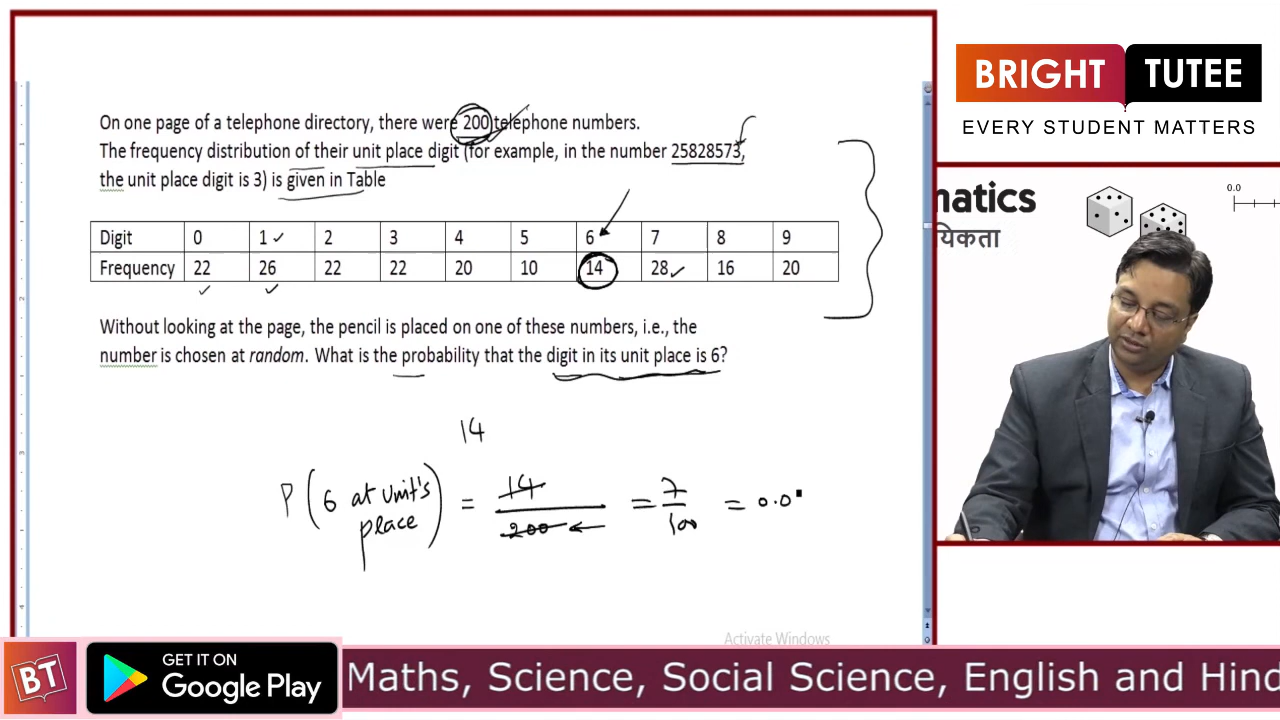 BRIGHT TUTEE
EVERY STUDENT MATTERS
On one page of a telephone directory, there were 200 telephone numbers.
The frequency distribution of their unit place digit (for example, in the number 25828573,
the unit place digit is 3) is given in Table
Digit 0 1 2 3 4 5 6 7 8 9
Frequency 22 26 22 22 20 10 14 28 16 20
Without looking at the page, the pencil is placed on one of these numbers, i.e., the
number is chosen at random. What is the probability that the digit in its unit place is 6?
14
P(6 at unit's place) = 14/200 = 7/100 = 0.0
natics
0.0
यिकता
Activate Windows
BT
GET IT ON
Google Play
Maths, Science, Social Science, English and Hind